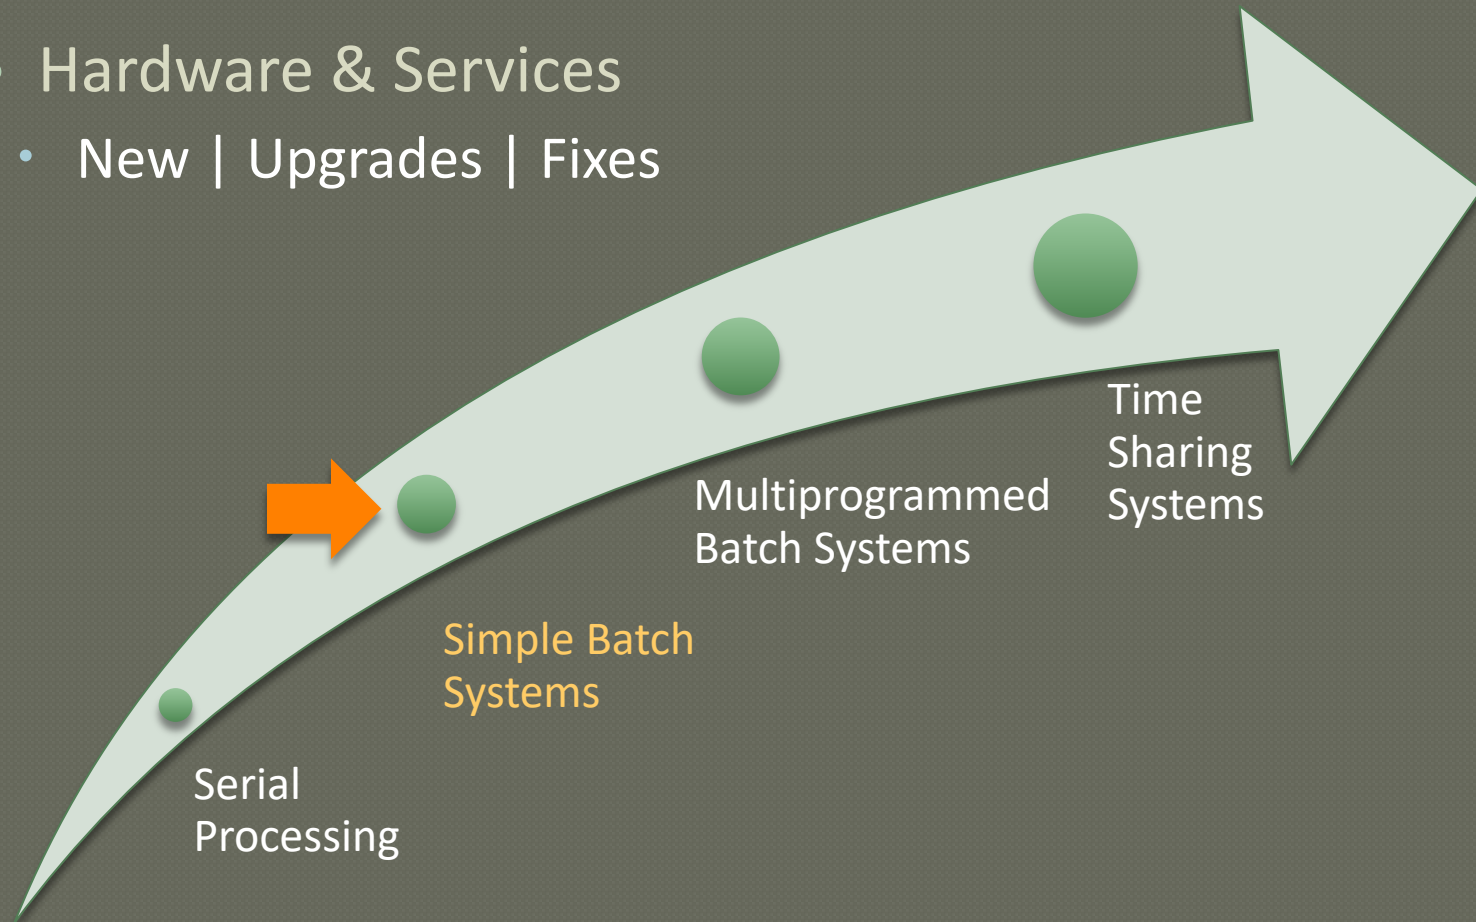 Hardware & Services
New | Upgrades | Fixes
Time
Sharing
Systems
Multiprogrammed
Batch Systems
Simple Batch
Systems
Serial
Processing